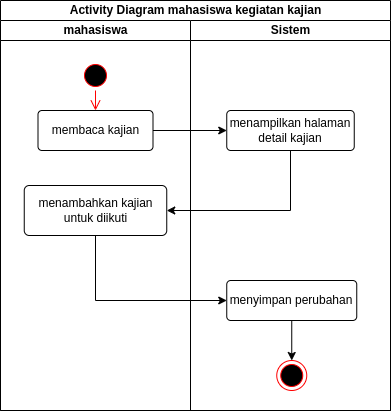 Activity Diagram mahasiswa kegiatan kajian
mahasiswa
Sistem
membaca kajian
menampilkan halaman
detail kajian
menambahkan kajian
untuk diikuti
menyimpan perubahan